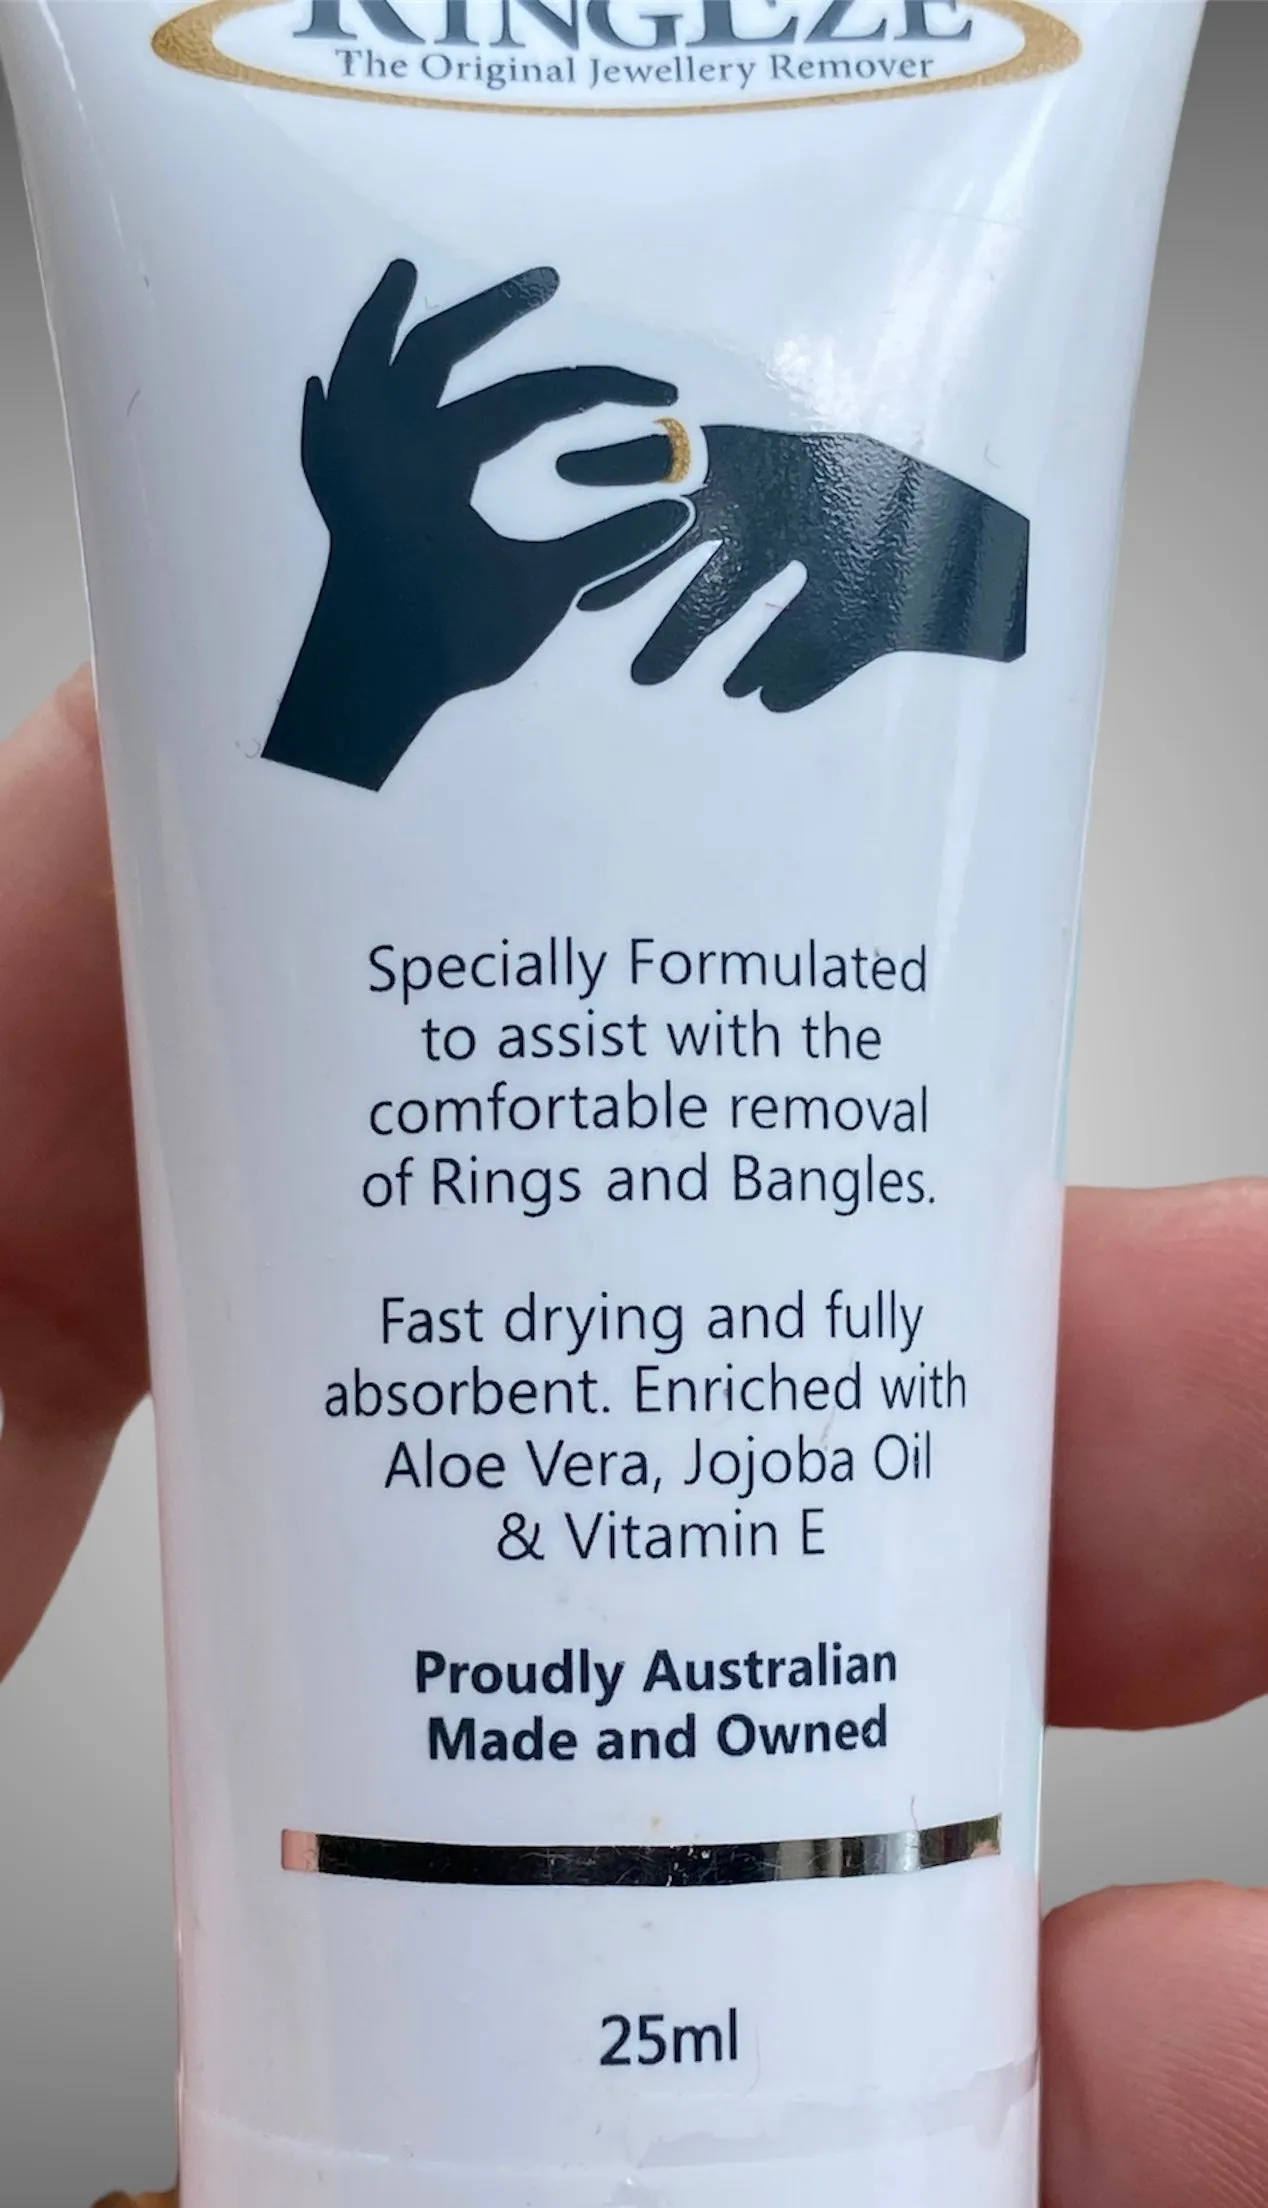 RINGEZE
The Original Jewellery Remover
Specially Formulated
to assist with the
comfortable removal
of Rings and Bangles.
Fast drying and fully
absorbent. Enriched with
Aloe Vera, Jojoba Oil
& Vitamin E
Proudly Australian
Made and Owned
25ml